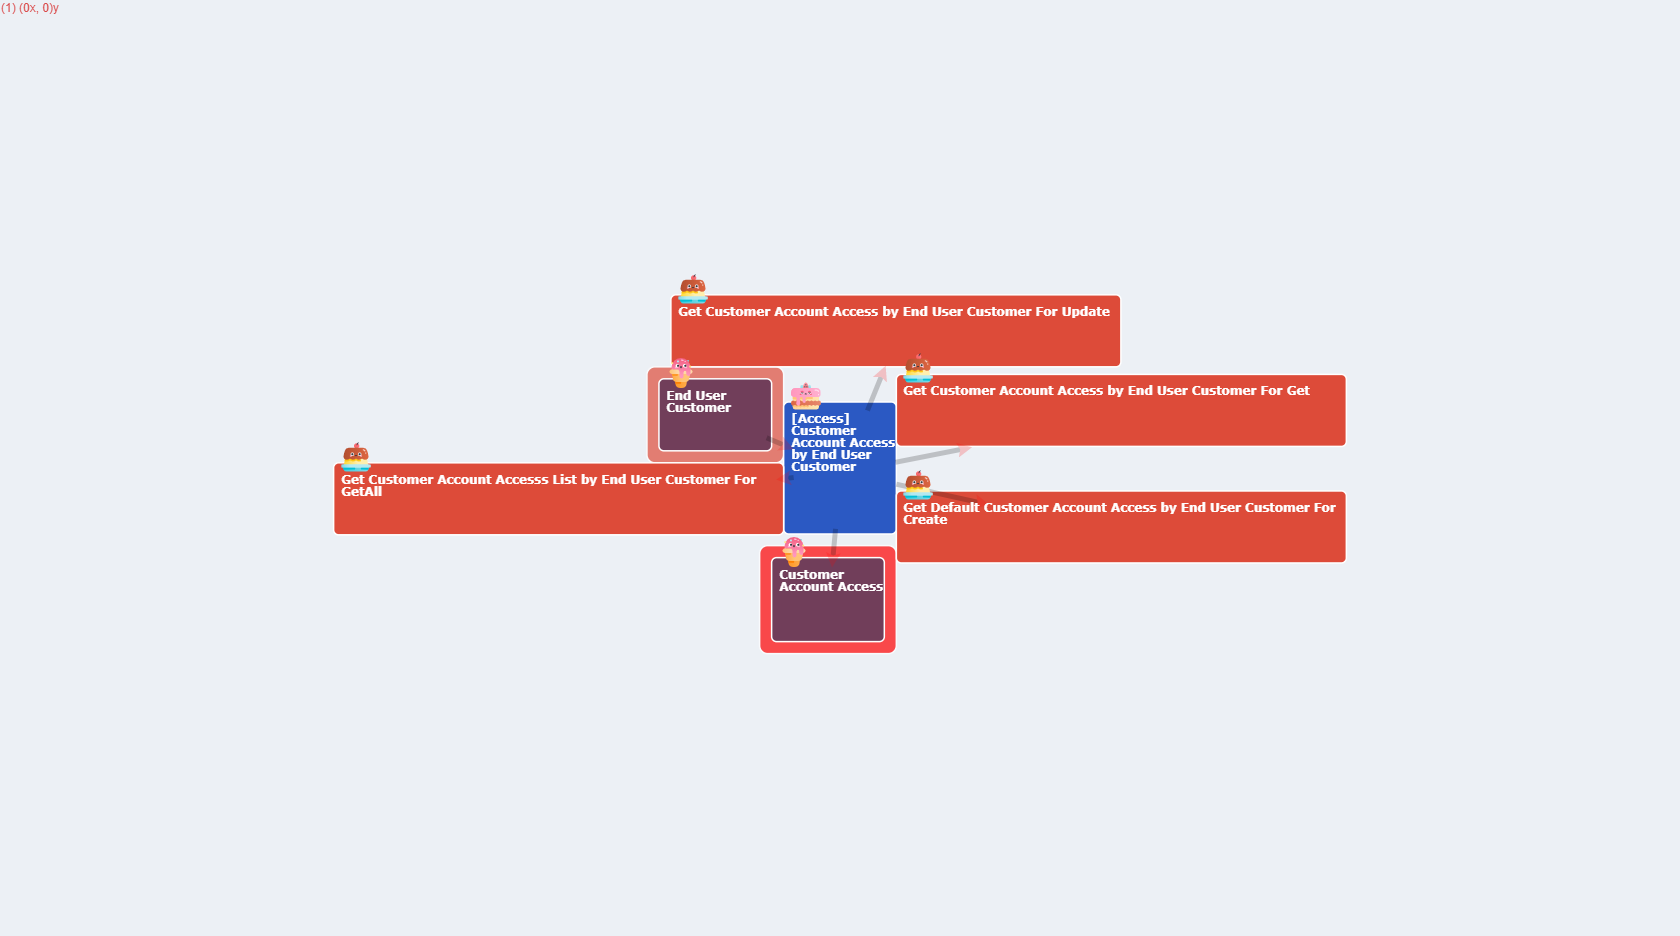 (1) (0x, 0)y
Get Customer Account Access by End User Customer For Update
Get Customer Account Access by End User Customer For Get
End User
Customer
[Access]
Customer
Account Access
by End User
Customer
Get Customer Account Accesss List by End User Customer For
GetAll
Get Default Customer Account Access by End User Customer For
Create
Customer
Account Access